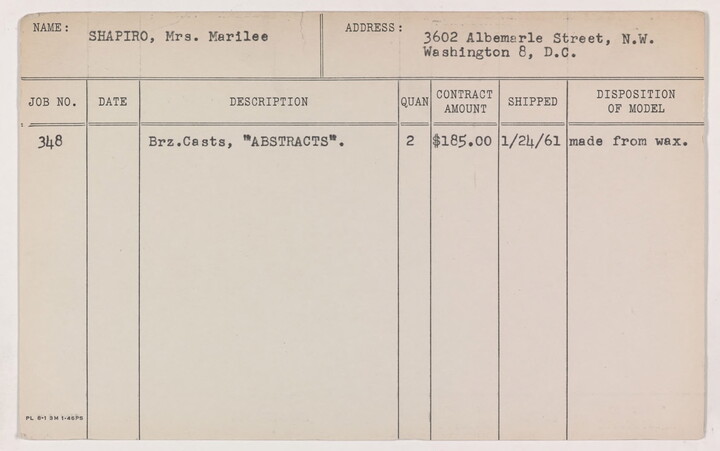 NAME: SHAPIRO, Mrs. Marilee ADDRESS: 3602 Albemarle Street, N.W.
Washington 8, D.C.
JOB NO. DATE DESCRIPTION QUAN CONTRACT AMOUNT SHIPPED DISPOSITION OF MODEL
348 Brz.Casts, "ABSTRACTS". 2 $185.00 1/24/61 made from wax.